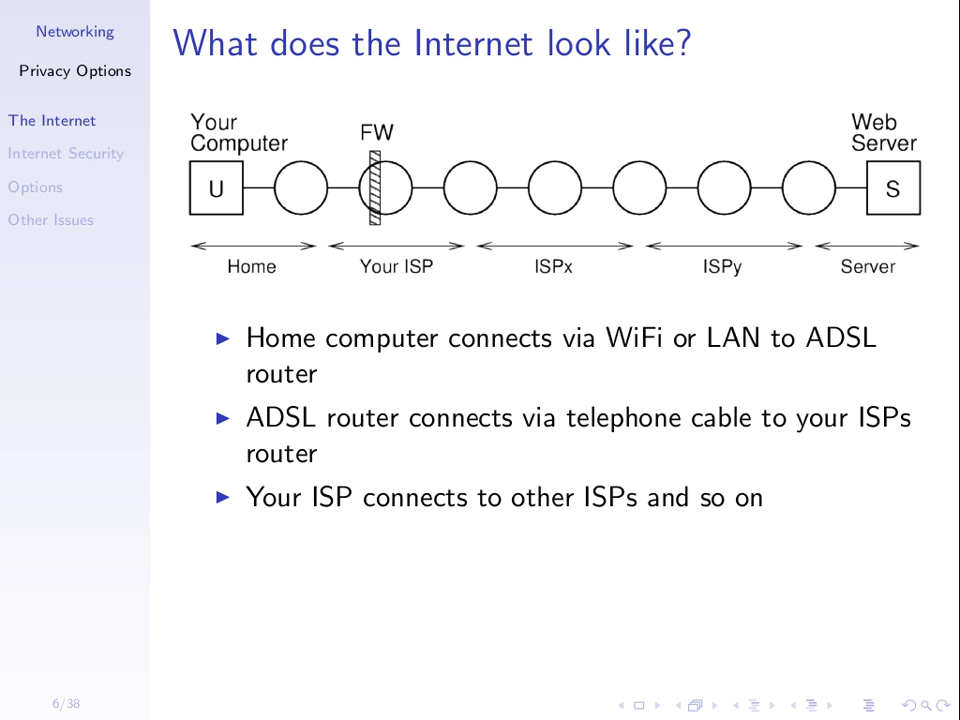 Networking
Privacy Options
The Internet
Internet Security
Options
Other Issues
6/38
What does the Internet look like?
Your
Computer
FW
Web
Server
U
S
Home
Your ISP
ISPx
ISPy
Server
Home computer connects via WiFi or LAN to ADSL
router
ADSL router connects via telephone cable to your ISPs
router
Your ISP connects to other ISPs and so on